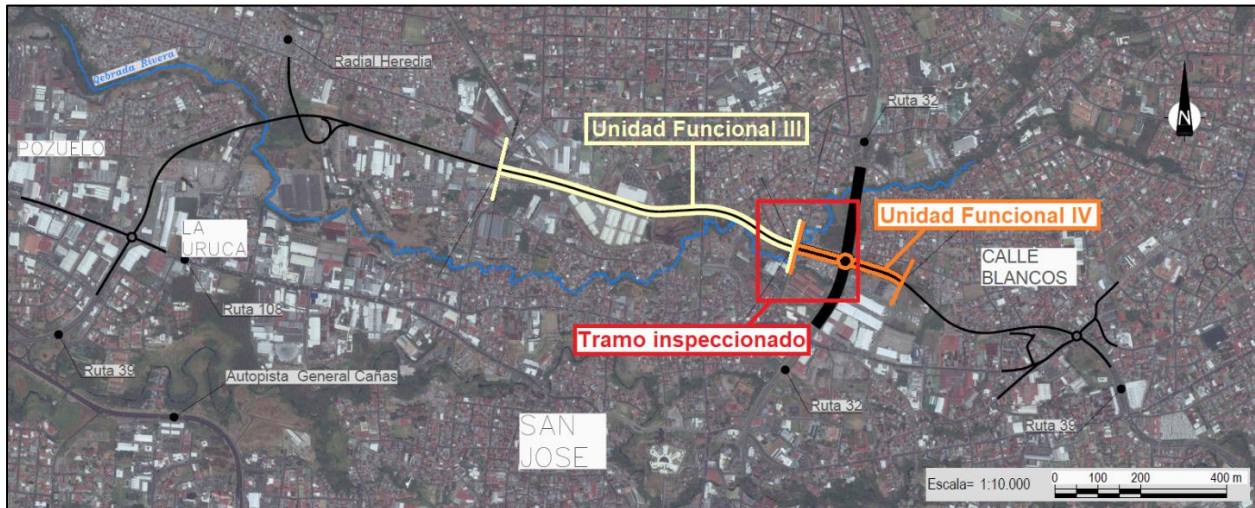 Radial Heredia
Qebrada Rivera
Ruta 32
N
Unidad Funcional III
POZUELO
LA
URUCA
Unidad Funcional IV
CALLE
BLANCOS
Ruta 108
Tramo inspeccionado
Ruta 39
Autopista General Cañas
Ruta 32
Ruta 39
SAN
JOSE
Escala= 1:10.000
0 100 200 400 m